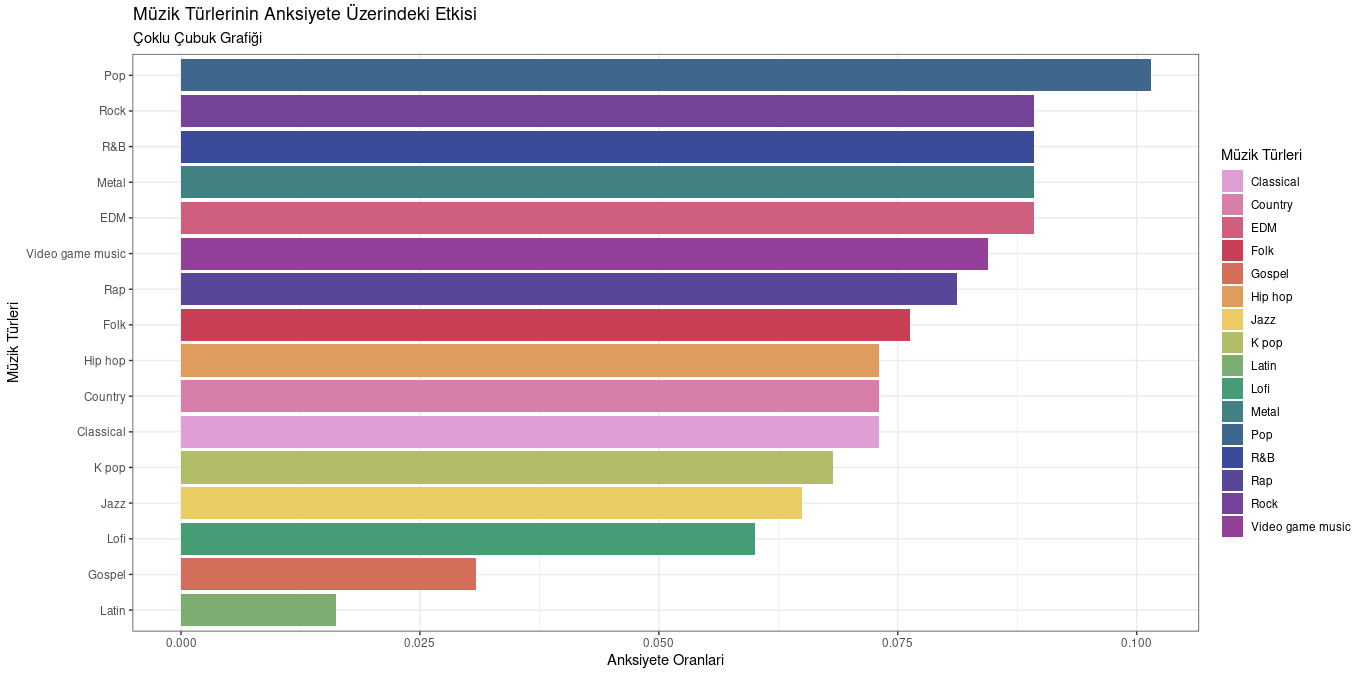 Müzik Türlerinin Anksiyete Üzerindeki Etkisi
Çoklu Çubuk Grafiği
Müzik Türleri
Pop
Rock
R&B
Metal
EDM
Video game music
Rap
Folk
Hip hop
Country
Classical
K pop
Jazz
Lofi
Gospel
Latin
0.000 0.025 0.050 0.075 0.100
Anksiyete Oranlari
Müzik Türleri
Classical
Country
EDM
Folk
Gospel
Hip hop
Jazz
K pop
Latin
Lofi
Metal
Pop
R&B
Rap
Rock
Video game music